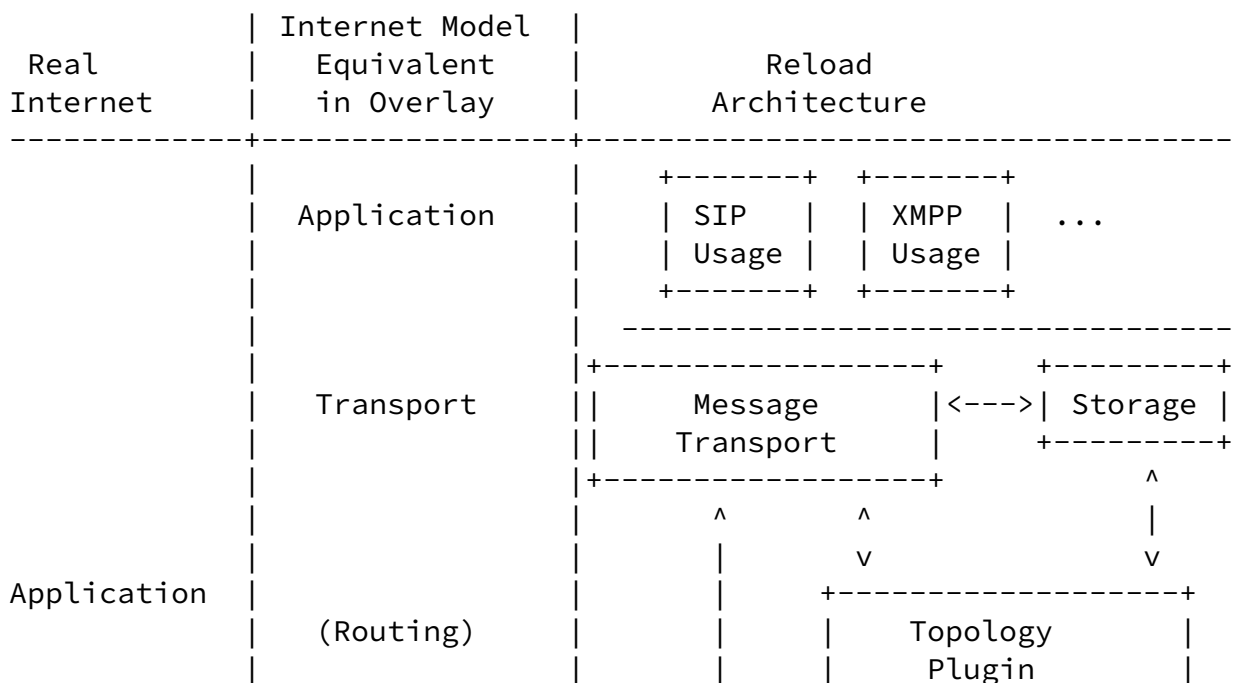 | Internet Model  |
 Real        |   Equivalent    |          Reload
Internet     |   in Overlay    |       Architecture
-------------+-----------------+------------------------------------
             |                 |    +-------+  +-------+
             |  Application    |    | SIP   |  | XMPP  |  ...
             |                 |    | Usage |  | Usage |
             |                 |    +-------+  +-------+
             |                 |  ----------------------------------
             |                 |+------------------+     +---------+
             |   Transport     ||     Message      |<--->| Storage |
             |                 ||    Transport     |     +---------+
             |                 |+------------------+           ^
             |                 |       ^       ^               |
             |                 |       |       v               v
Application  |                 |       |     +-------------------+
             |   (Routing)     |       |     |    Topology       |
             |                 |       |     |     Plugin        |